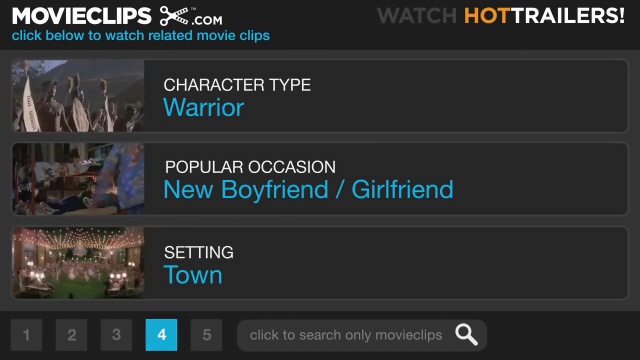 MOVIECLIPS .COM
WATCH HOTTRAILERS!
click below to watch related movie clips
CHARACTER TYPE
Warrior
POPULAR OCCASION
New Boyfriend / Girlfriend
SETTING
Town
1 2 3 4 5
click to search only movieclips